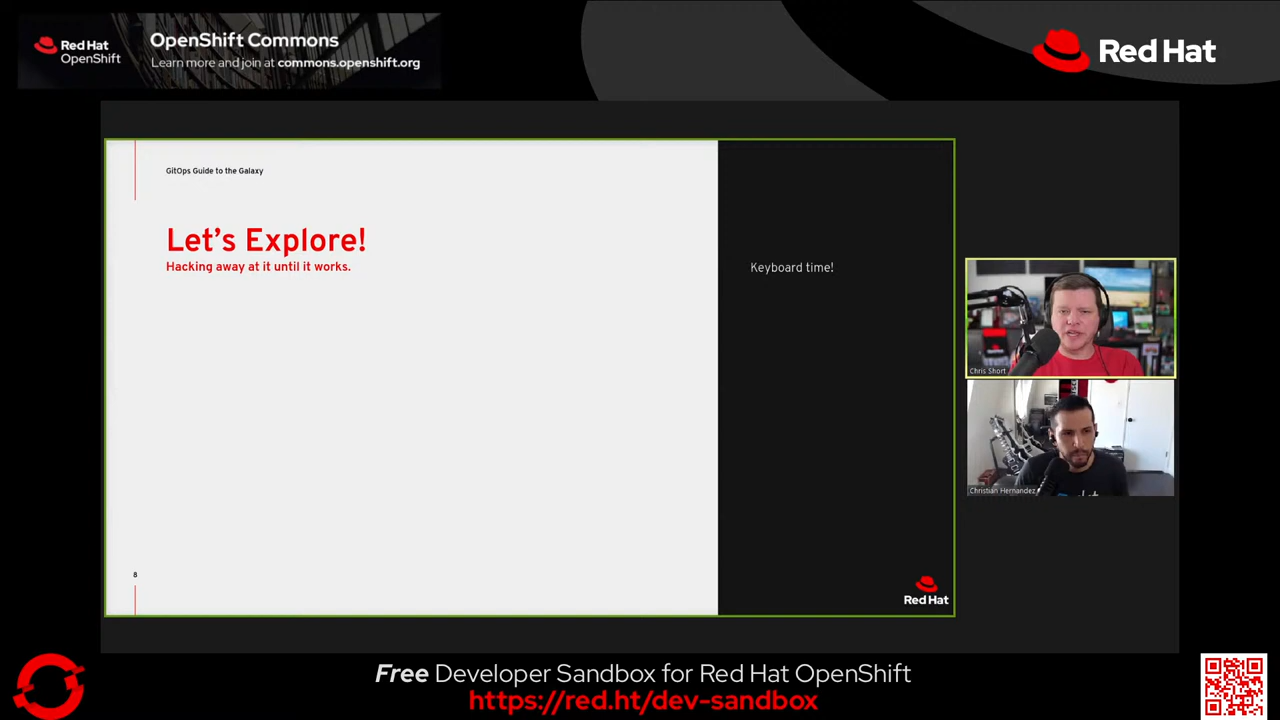 Red Hat
OpenShift
OpenShift Commons
Learn more and join at commons.openshift.org
Red Hat
GitOps Guide to the Galaxy
Let's Explore!
Hacking away at it until it works.
Keyboard time!
Chris Short
Christian Hernandez
8
Red Hat
Free Developer Sandbox for Red Hat OpenShift
https://red.ht/dev-sandbox